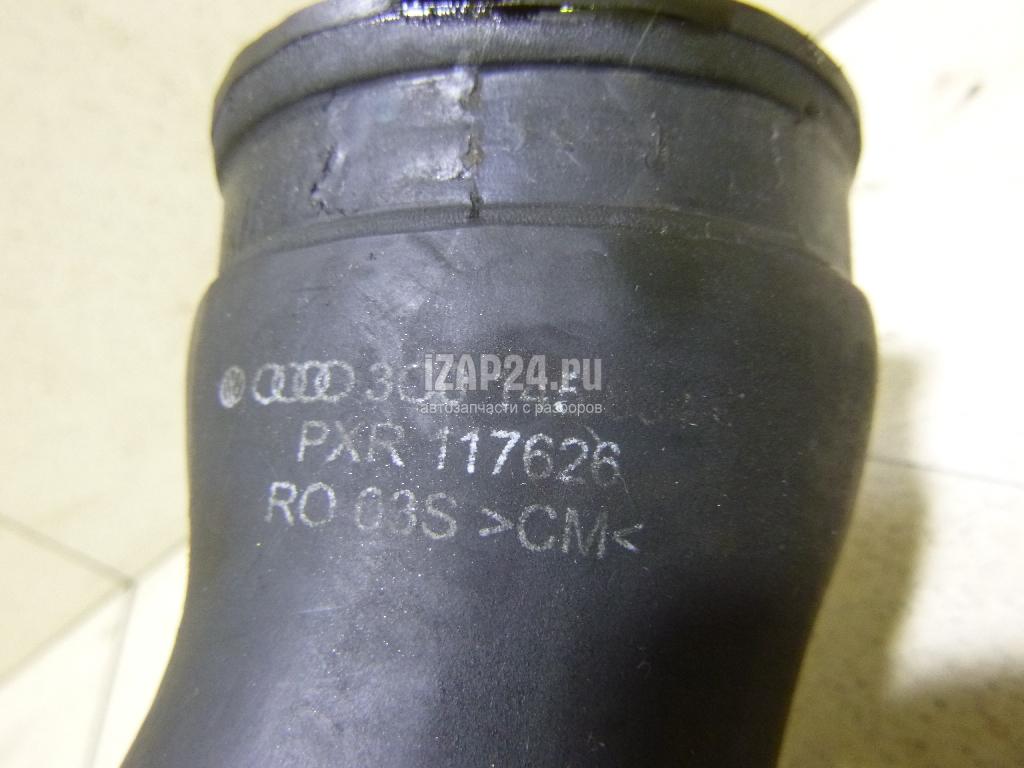 iZAP24.ru
автозапчасти с разборов
PXR 117626
RO 03S >CM<